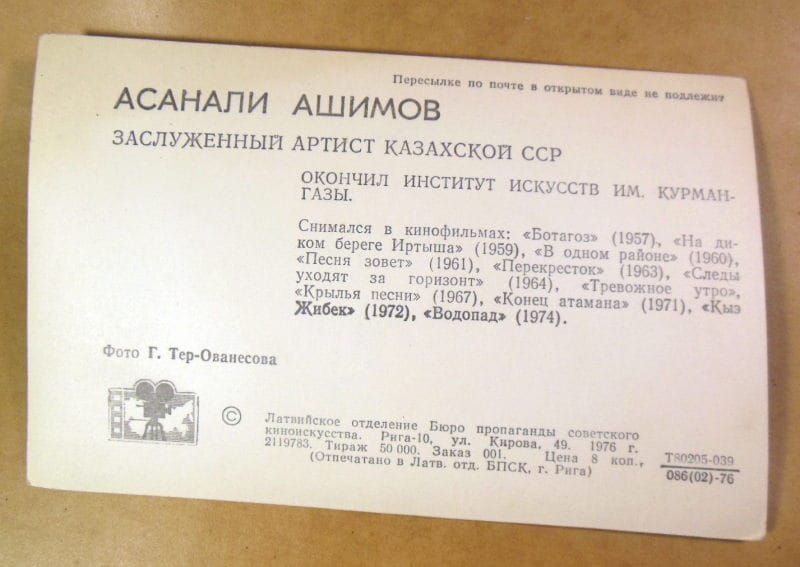 Пересылке по почте в открытом виде не подлежит
АСАНАЛИ АШИМОВ
ЗАСЛУЖЕННЫЙ АРТИСТ КАЗАХСКОЙ ССР
ОКОНЧИЛ ИНСТИТУТ ИСКУССТВ ИМ. КУРМАН-
ГАЗЫ.
Снимался в кинофильмах: «Ботагоз» (1957), «На ди-
ком береге Иртыша» (1959), «В одном районе» (1960),
«Песня зовет» (1961), «Перекресток» (1963), «Следы
уходят за горизонт» (1964), «Тревожное утро»,
«Крылья песни» (1967), «Конец атамана» (1971), «Кыз
Жибек» (1972), «Водопад» (1974).
Фото Г. Тер-Ованесова
© Латвийское отделение Бюро пропаганды советского
киноискусства. Рига-10, ул. Кирова, 49. 1976 г.
2119783. Тираж 50 000. Заказ 001. Цена 8 коп.,
(Отпечатано в Латв. отд. БПСК, г. Рига)
Т80205-039
086(02)-76